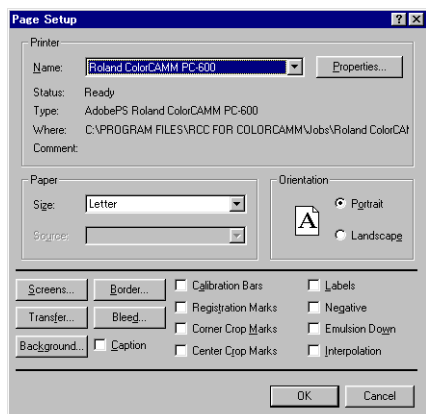 Page Setup
Printer
Name: Roland ColorCAMM PC-600 Properties...
Status: Ready
Type: AdobePS Roland ColorCAMM PC-600
Where: C:\PROGRAM FILES\RCC FOR COLORCAMM\Jobs\Roland ColorCAM
Comment:
Paper
Orientation
Size: Letter
A
Portrait
Source:
Landscape
Screens... Border... Calibration Bars Labels
Transfer... Bleed... Registration Marks Negative
Corner Crop Marks Emulsion Down
Background... Caption Center Crop Marks Interpolation
OK Cancel